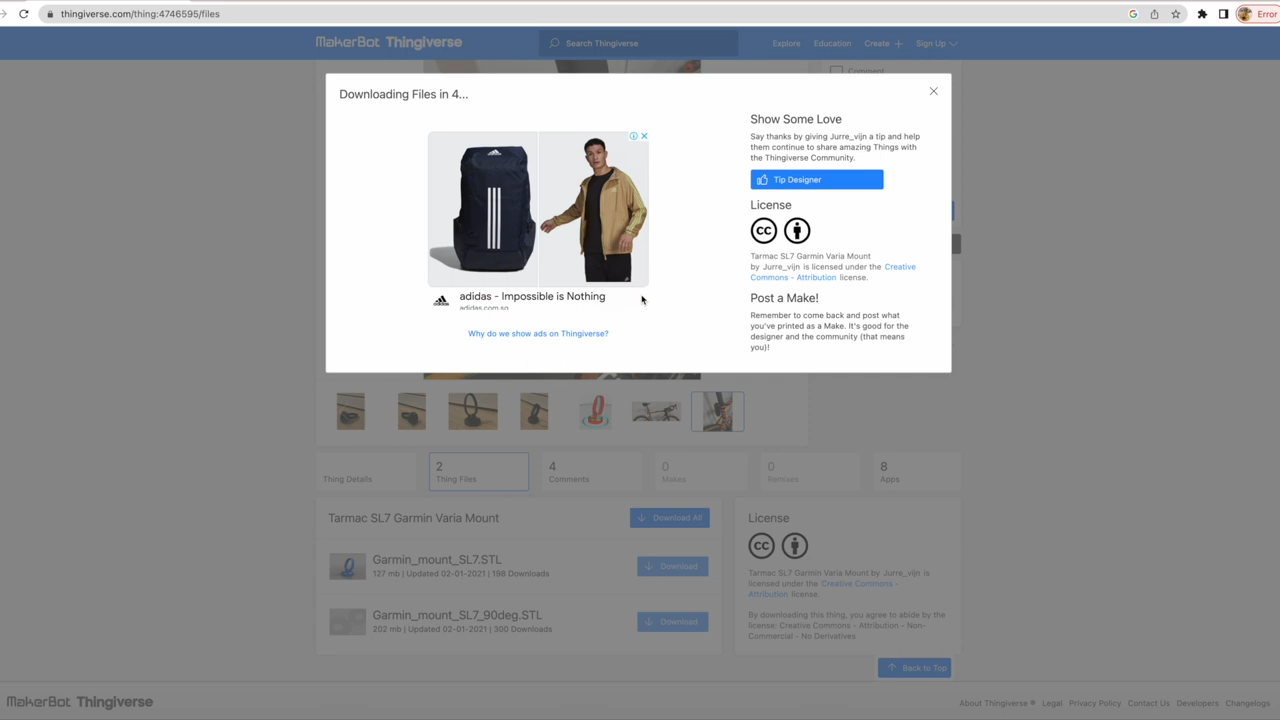 thingiverse.com/thing:4746595/files
Error
MakerBot Thingiverse
Search Thingiverse
Explore
Education
Create
Sign Up
Comment
Downloading Files in 4...
Show Some Love
Say thanks by giving Jurre_vijn a tip and help
them continue to share amazing Things with
the Thingiverse Community.
Tip Designer
License
Tarmac SL7 Garmin Varia Mount
by Jurre_vijn is licensed under the Creative
Commons - Attribution license.
Post a Make!
Remember to come back and post what
you've printed as a Make. It's good for the
designer and the community (that means
you)!
adidas - Impossible is Nothing
adidas.com.sg
Why do we show ads on Thingiverse?
Thing Details
2
Thing Files
4
Comments
0
Makes
0
Remixes
8
Apps
Tarmac SL7 Garmin Varia Mount
Download All
Garmin_mount_SL7.STL
127 mb | Updated 02-01-2021 | 198 Downloads
Download
Garmin_mount_SL7_90deg.STL
202 mb | Updated 02-01-2021 | 300 Downloads
Download
License
Tarmac SL7 Garmin Varia Mount by Jurre_vijn is
licensed under the Creative Commons -
Attribution license.
By downloading this thing, you agree to abide by the
license: Creative Commons - Attribution - Non-
Commercial - No Derivatives
Back to Top
MakerBot Thingiverse
About Thingiverse ®
Legal
Privacy Policy
Contact Us
Developers
Changelogs